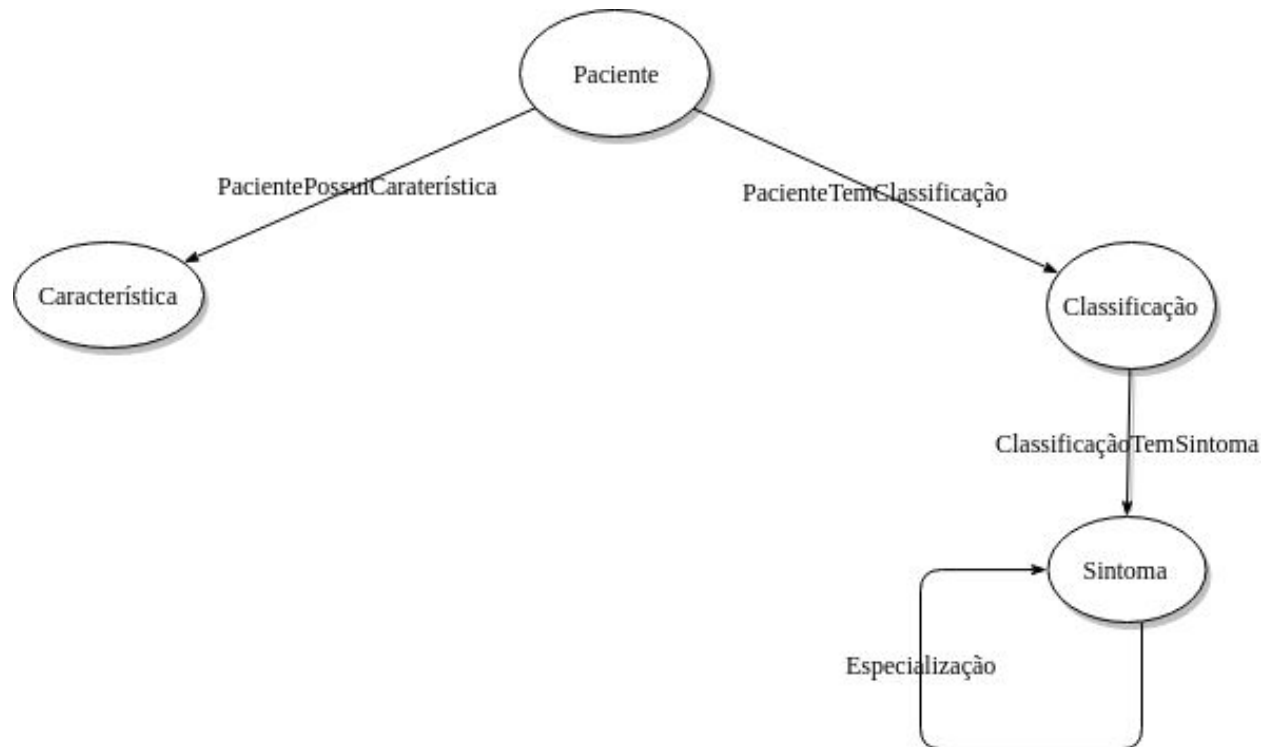 Paciente
PacientePossuiCaraterística
PacienteTemClassificação
Característica
Classificação
ClassificaçãoTemSintoma
Sintoma
Especialização